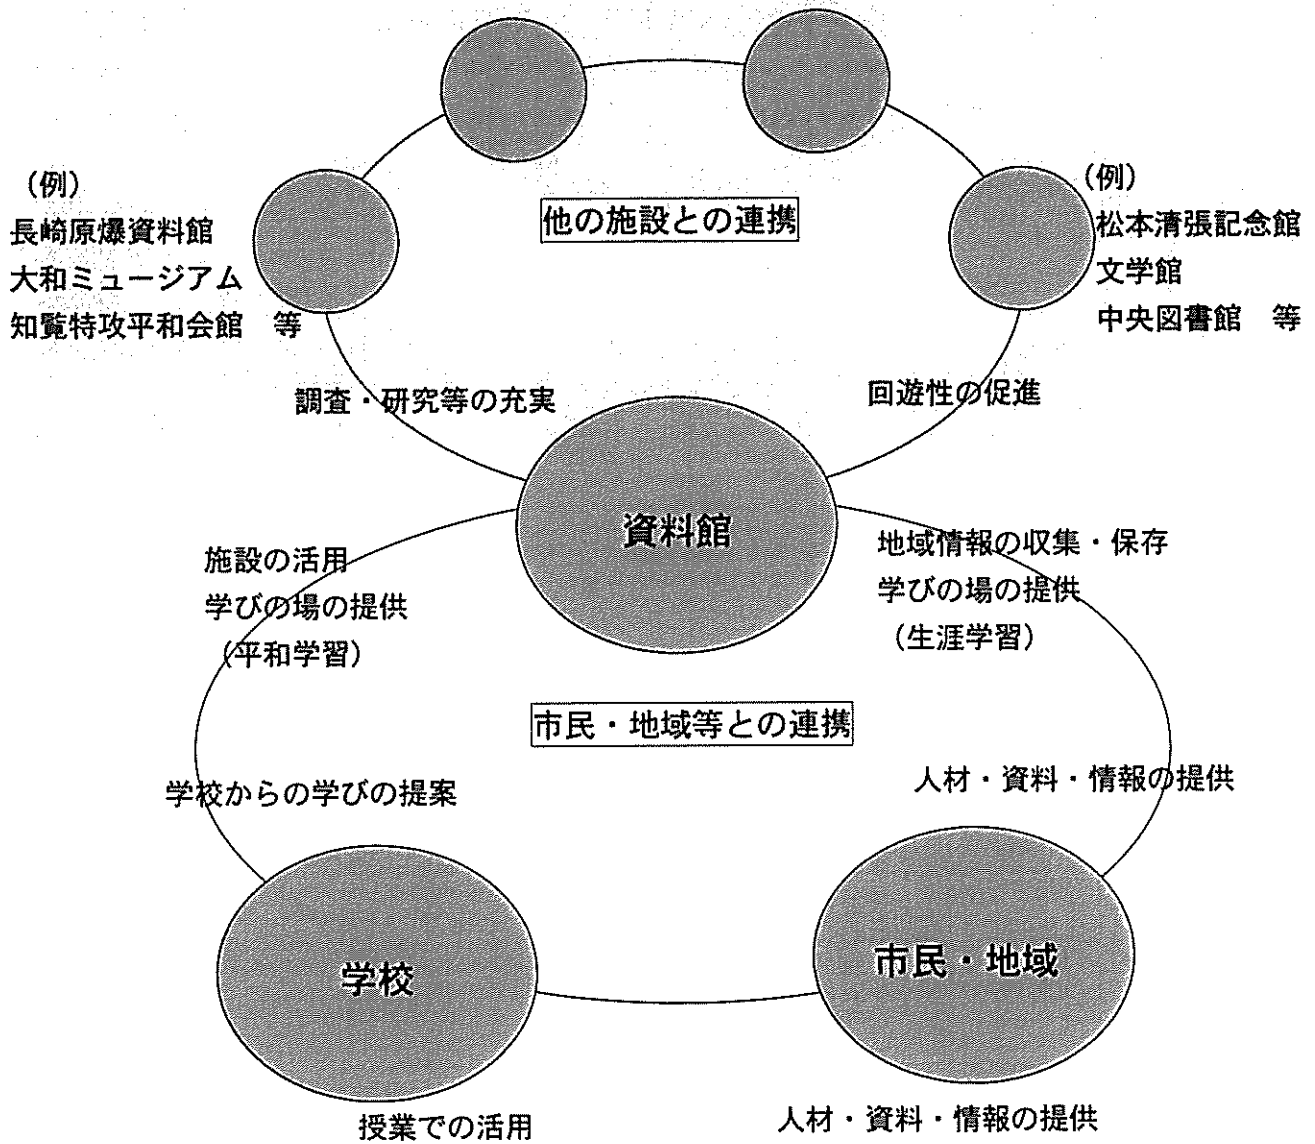 (例)
長崎原爆資料館
大和ミュージアム
知覧特攻平和会館 等
他の施設との連携
(例)
松本清張記念館
文学館
中央図書館 等
調査・研究等の充実
回遊性の促進
資料館
施設の活用
学びの場の提供
(平和学習)
地域情報の収集・保存
学びの場の提供
(生涯学習)
市民・地域等との連携
学校からの学びの提案
人材・資料・情報の提供
学校
市民・地域
授業での活用
人材・資料・情報の提供